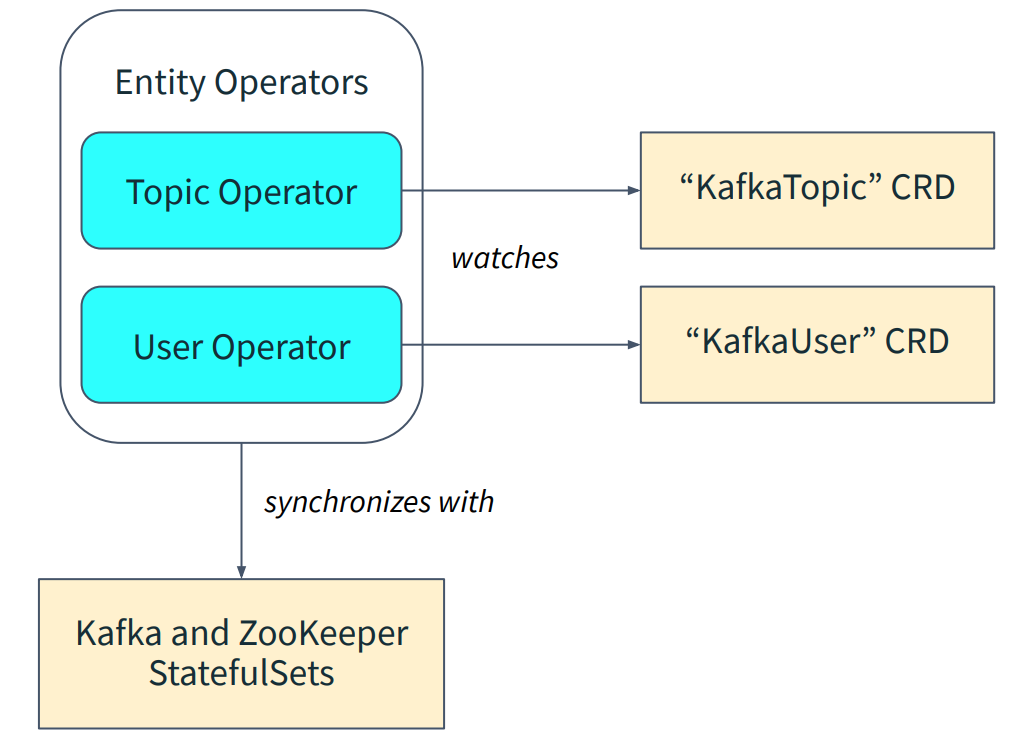 Entity Operators
Topic Operator
“KafkaTopic” CRD
watches
User Operator
“KafkaUser” CRD
synchronizes with
Kafka and ZooKeeper
StatefulSets